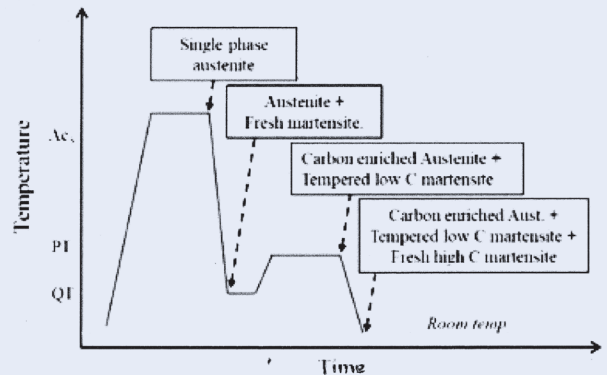 Single phase
austenite
Austenite +
Fresh martensite.
Carbon enriched Austenite +
Tempered low C martensite
Carbon enriched Aust. +
Tempered low C martensite +
Fresh high C martensite
Temperature
Ac₃
PT
QT
Room temp
Time